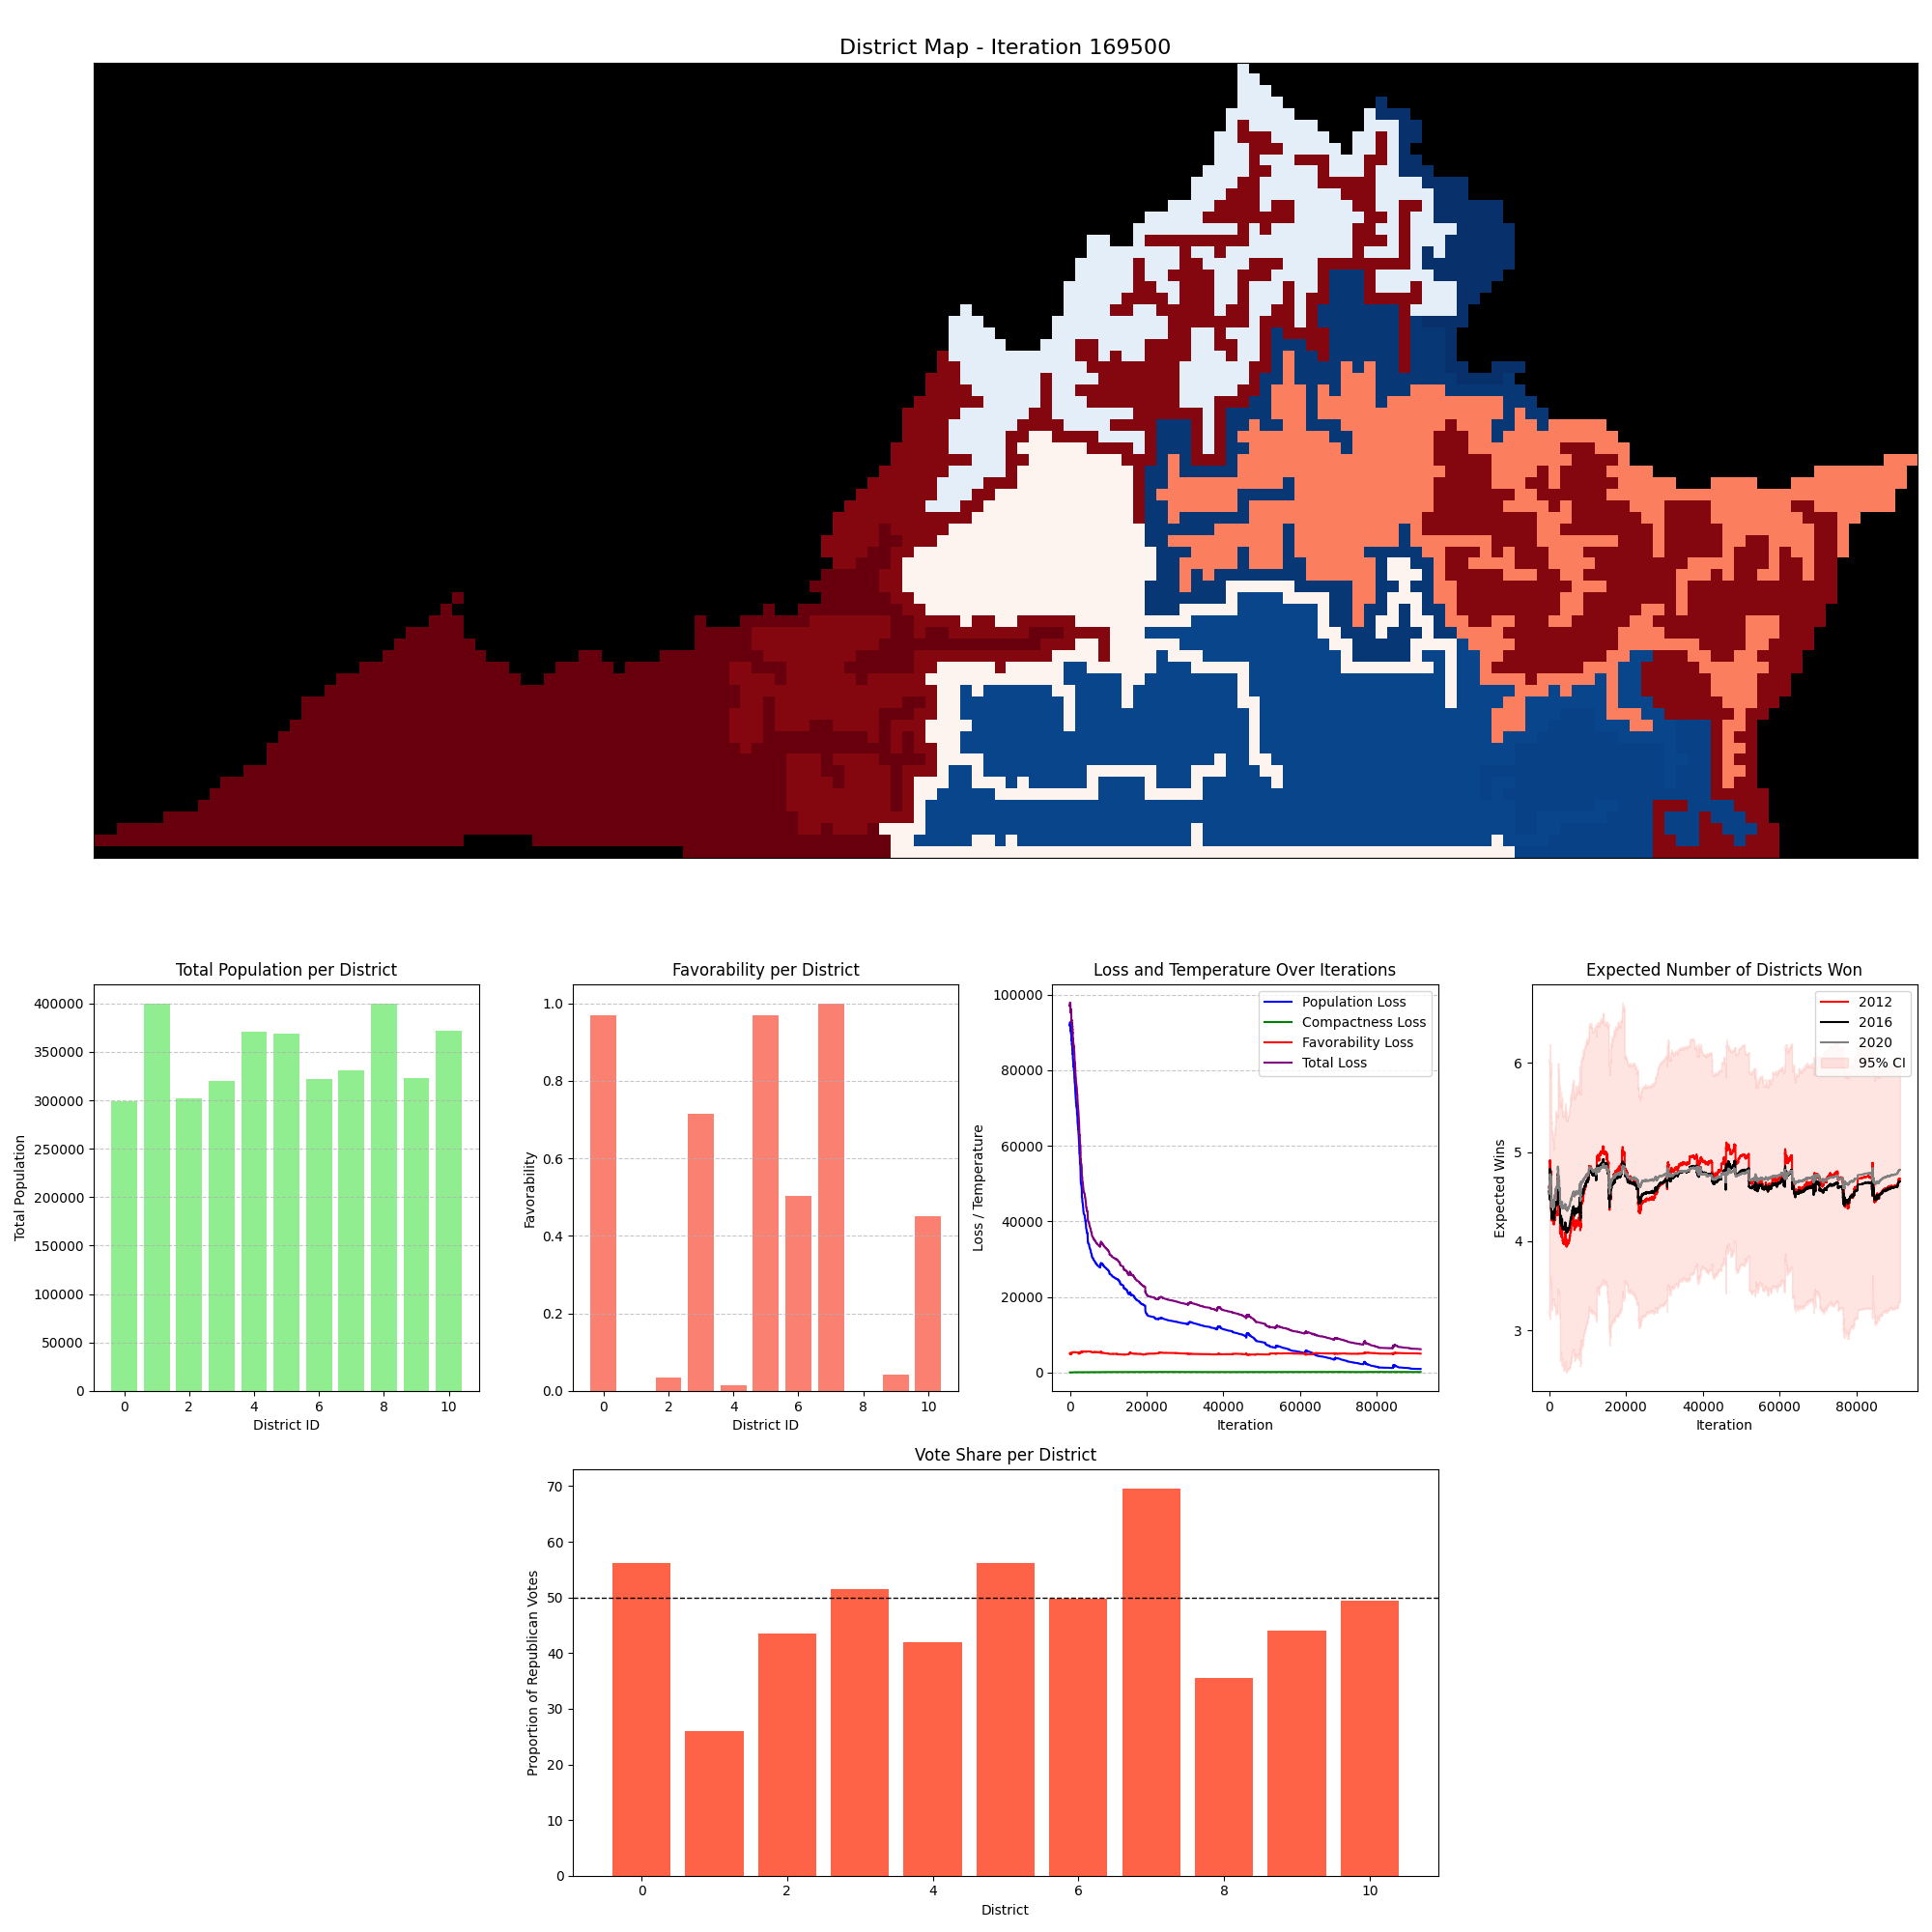 District Map - Iteration 169500
Total Population per District
Total Population
400000
350000
300000
250000
200000
150000
100000
50000
0
0 2 4 6 8 10
District ID
Favorability per District
Favorability
1.0
0.8
0.6
0.4
0.2
0.0
0 2 4 6 8 10
District ID
Loss and Temperature Over Iterations
Loss / Temperature
100000
80000
60000
40000
20000
0
Population Loss
Compactness Loss
Favorability Loss
Total Loss
0 20000 40000 60000 80000
Iteration
Expected Number of Districts Won
Expected Wins
6
5
4
3
2012
2016
2020
95% CI
0 20000 40000 60000 80000
Iteration
Vote Share per District
Proportion of Republican Votes
70
60
50
40
30
20
10
0
0 2 4 6 8 10
District